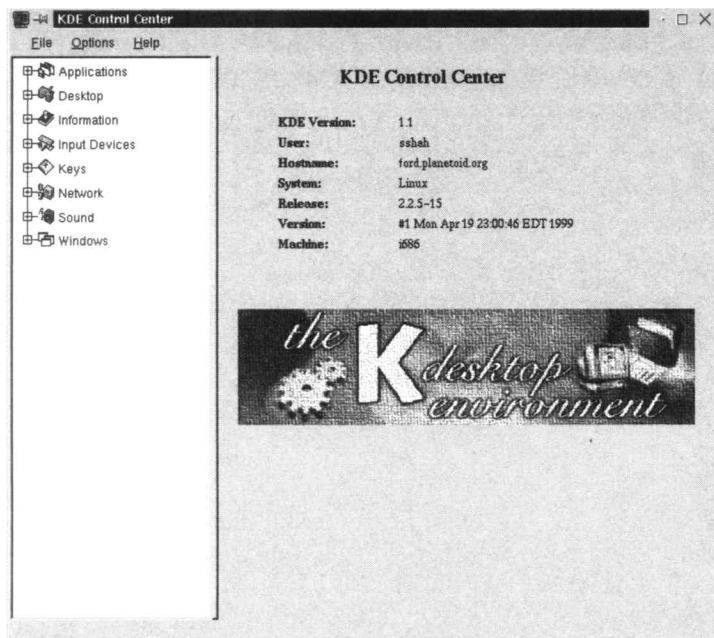 KDE Control Center
File Options Help
Applications
Desktop
Information
Input Devices
Keys
Network
Sound
Windows
KDE Control Center
KDE Version: 1.1
User: sshah
Hostname: ford.planetoid.org
System: Linux
Release: 2.2.5-15
Version: #1 Mon Apr 19 23:00:46 EDT 1999
Machine: i686
the K desktop environment